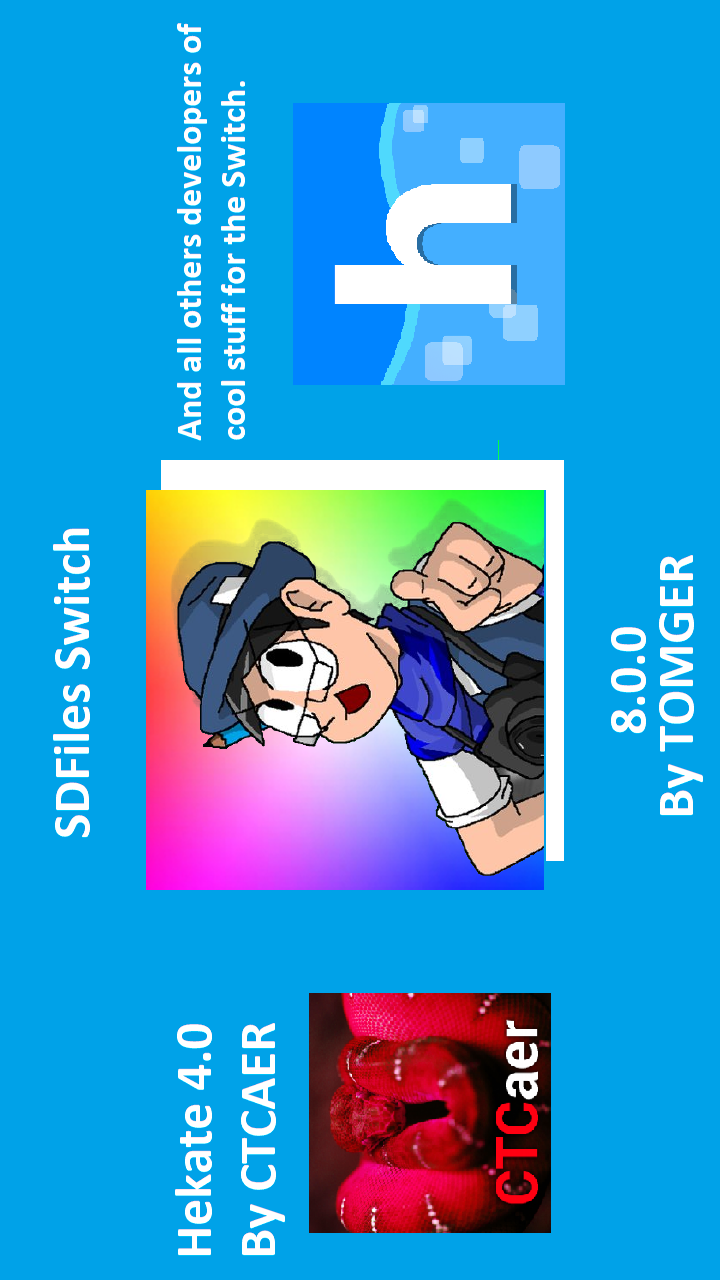 SDFiles Switch
Hekate 4.0
By CTCAER
CTCaer
And all others developers of
cool stuff for the Switch.
h
8.0.0
By TOMGER